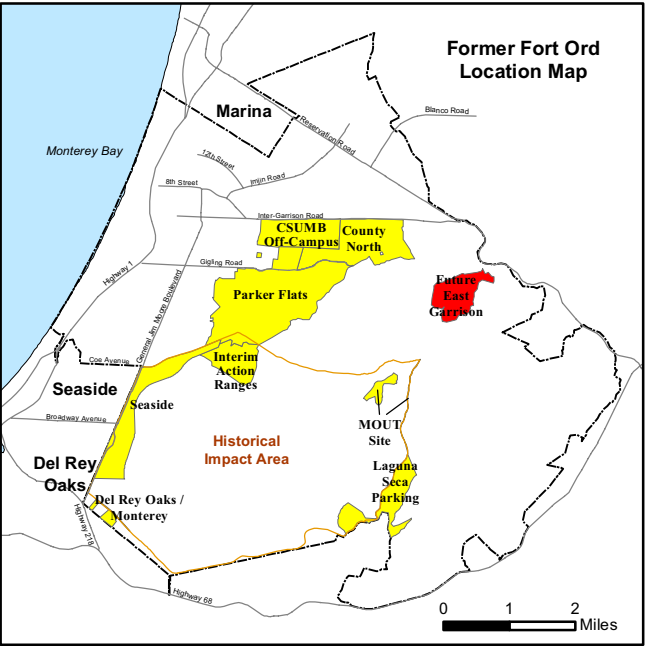 Former Fort Ord
Location Map
Marina
Blanco Road
Reservation Road
Monterey Bay
12th Street
8th Street
Imjin Road
Inter-Garrison Road
CSUMB
Off-Campus
County
North
Gigling Road
Highway 1
General Jim Moore Boulevard
Parker Flats
Future
East
Garrison
Coe Avenue
Interim
Action
Ranges
Seaside
Seaside
Broadway Avenue
MOUT
Site
Historical
Impact Area
Del Rey
Oaks
Laguna
Seca
Parking
Del Rey Oaks /
Monterey
Highway 218
Highway 68
0 1 2
Miles